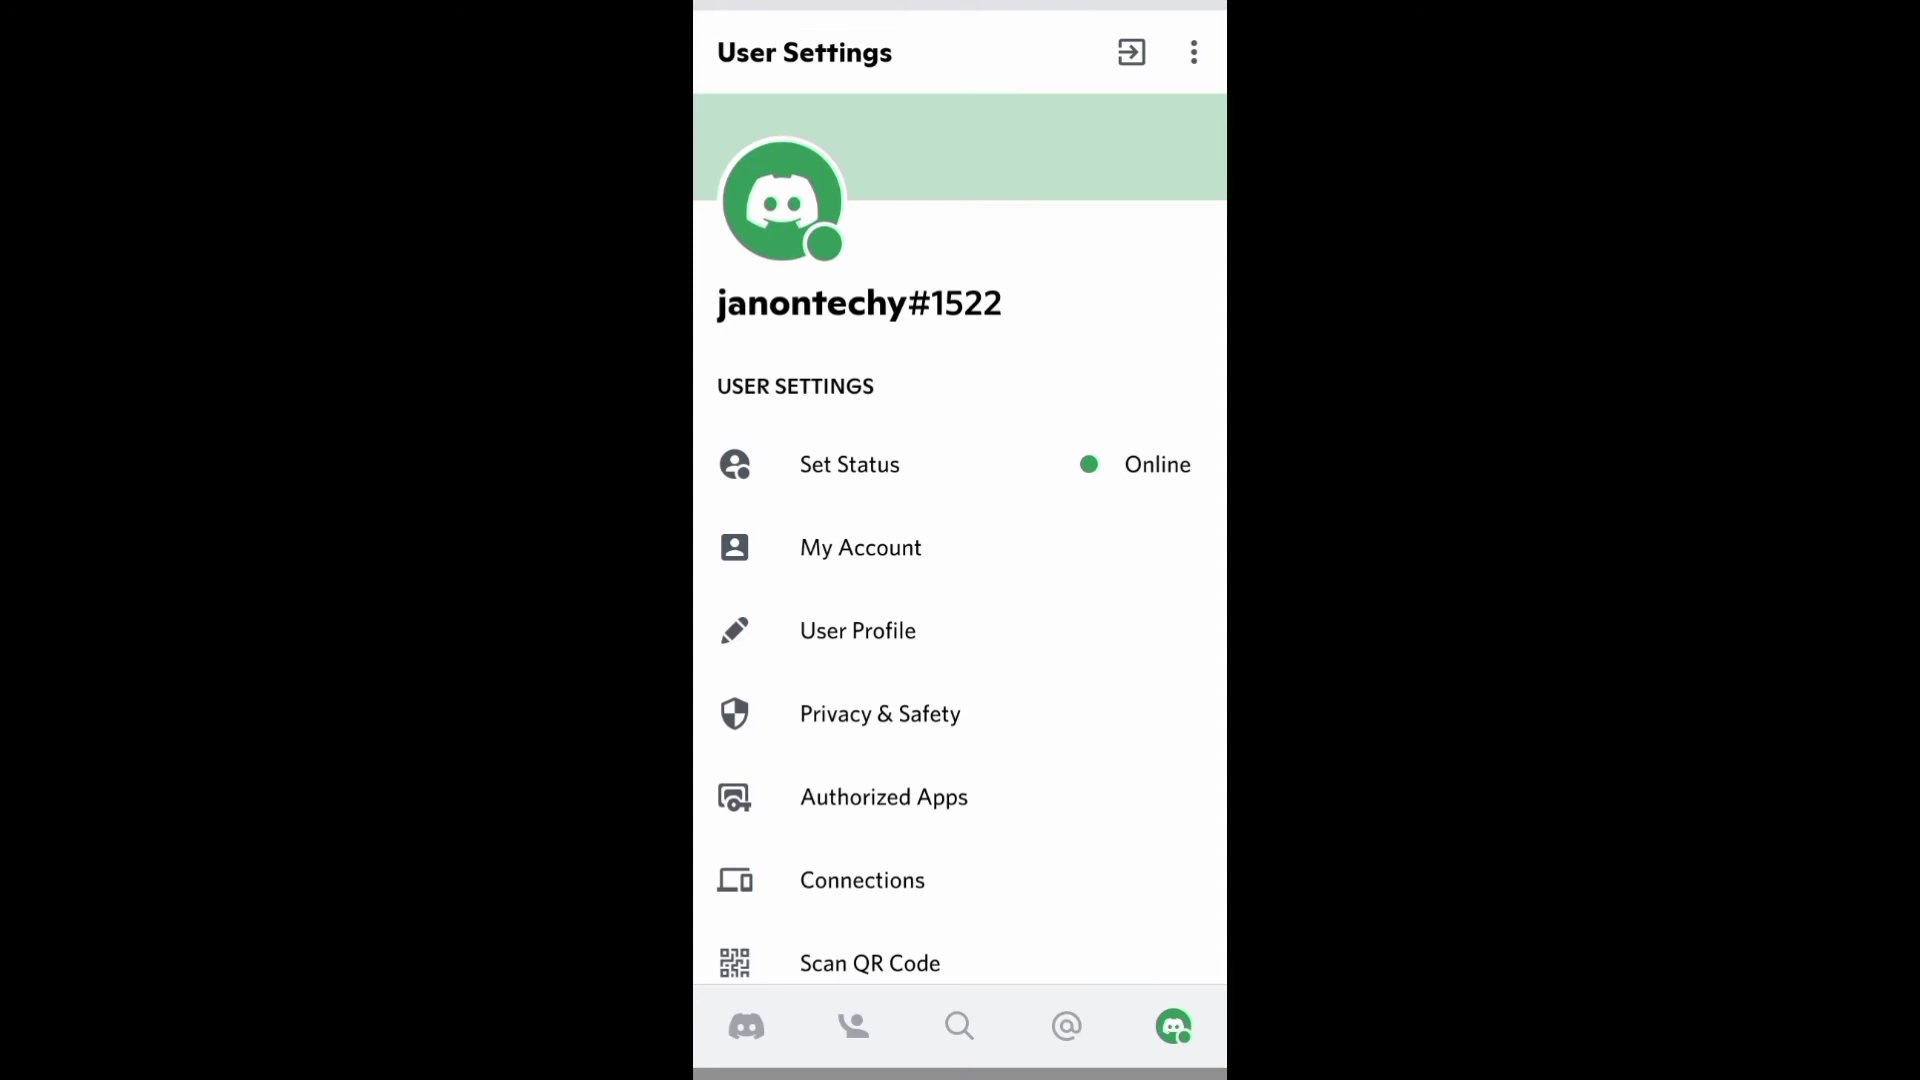 User Settings
janontechy#1522
USER SETTINGS
Set Status
Online
My Account
User Profile
Privacy & Safety
Authorized Apps
Connections
Scan QR Code